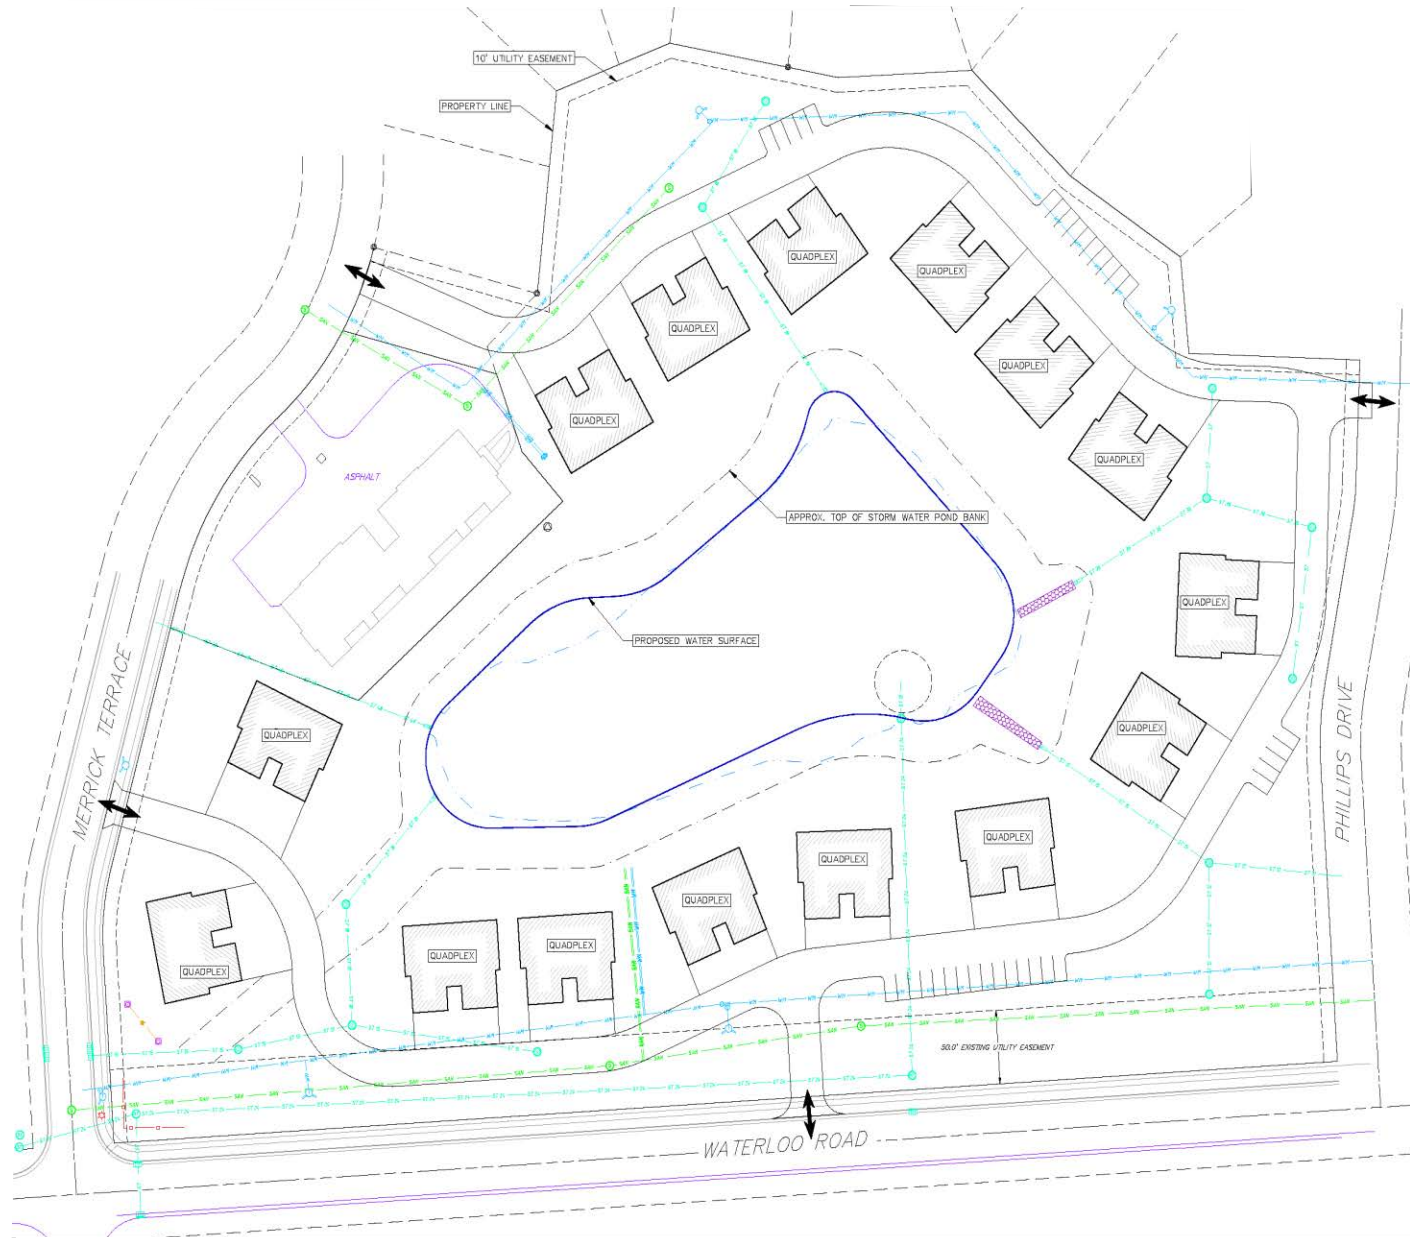 10' UTILITY EASEMENT
PROPERTY LINE
QUADPLEX
QUADPLEX
QUADPLEX
QUADPLEX
QUADPLEX
QUADPLEX
QUADPLEX
ASPHALT
APPROX. TOP OF STORM WATER POND BANK
QUADPLEX
PROPOSED WATER SURFACE
MERRICK TERRACE
PHILLIPS DRIVE
QUADPLEX
QUADPLEX
QUADPLEX
QUADPLEX
QUADPLEX
QUADPLEX
QUADPLEX
QUADPLEX
30.0' EXISTING UTILITY EASEMENT
WATERLOO ROAD